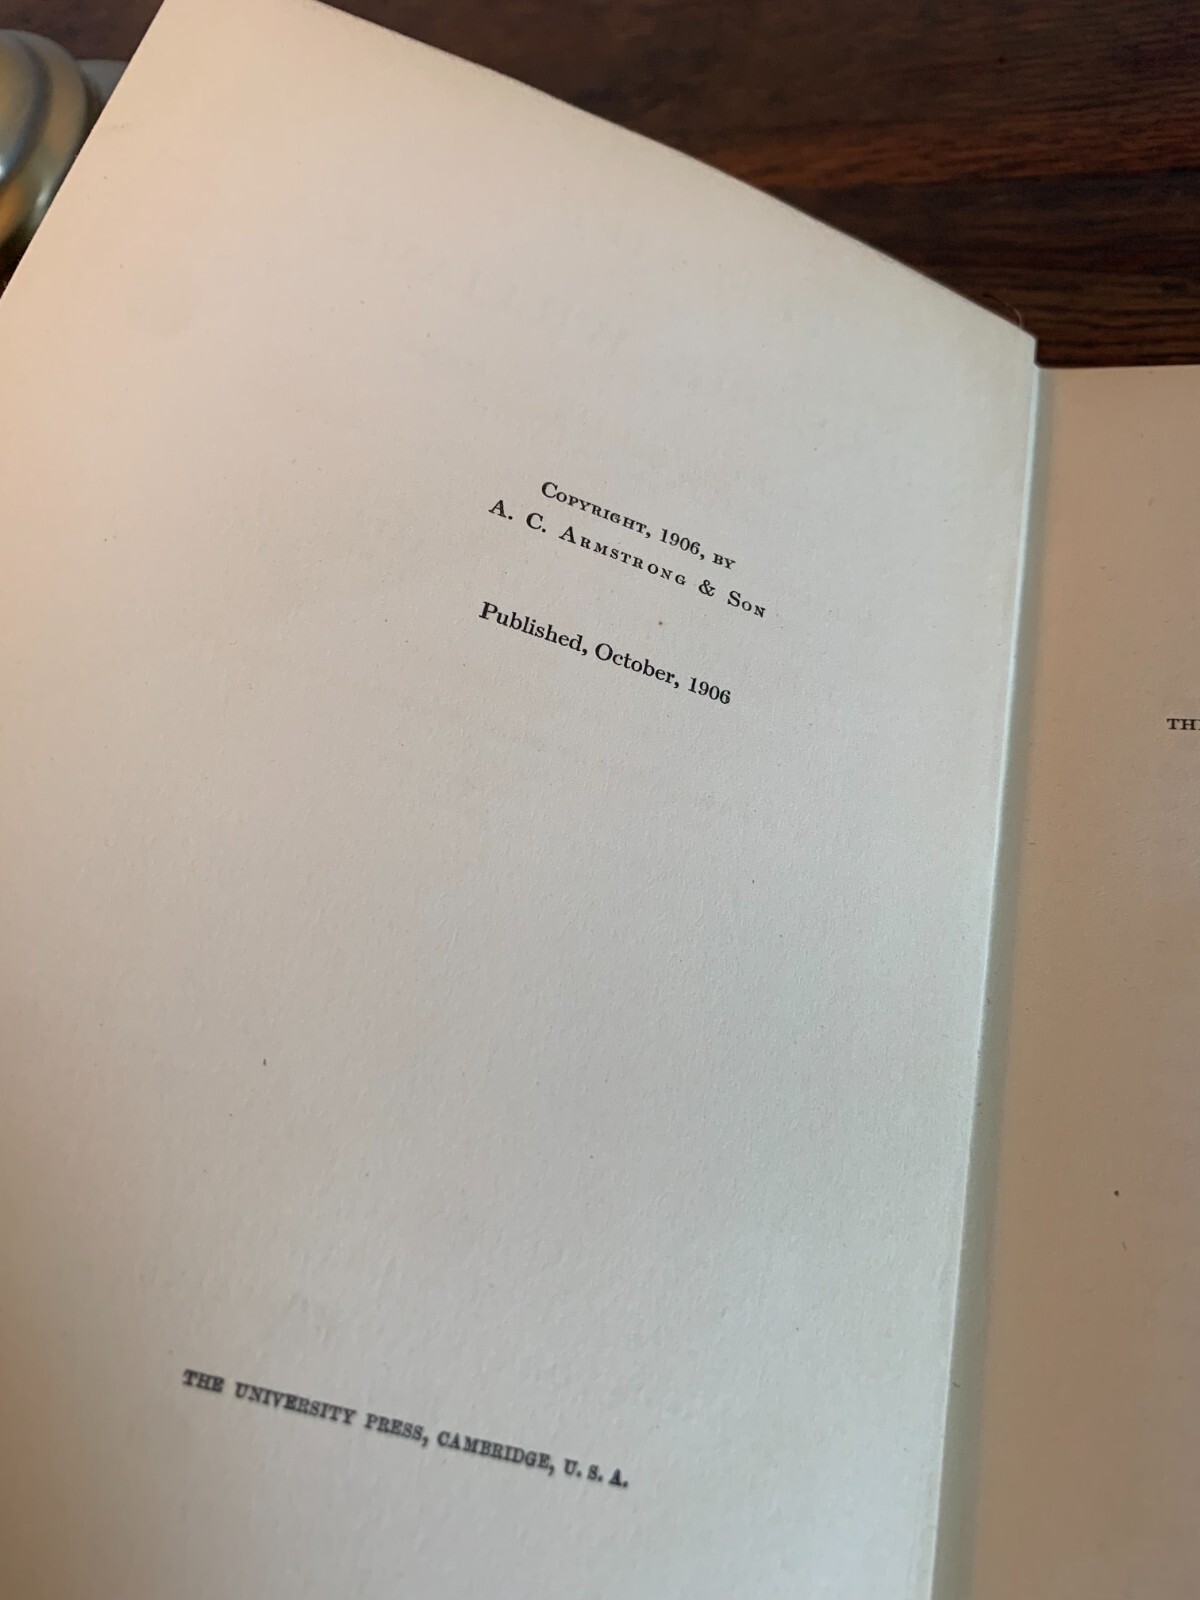 Copyright, 1906, by
A. C. Armstrong & Son
Published, October, 1906
THE UNIVERSITY PRESS, CAMBRIDGE, U. S. A.